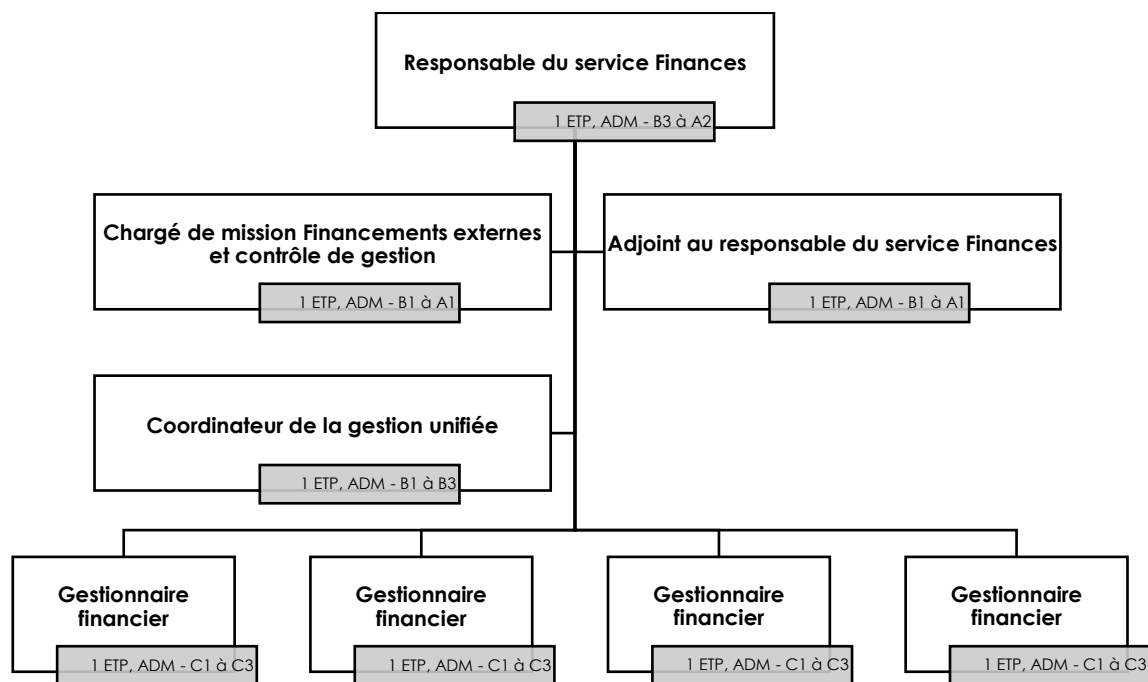 Responsable du service Finances
1 ETP, ADM - B3 à A2
Chargé de mission Financements externes
et contrôle de gestion
1 ETP, ADM - B1 à A1
Adjoint au responsable du service Finances
1 ETP, ADM - B1 à A1
Coordinateur de la gestion unifiée
1 ETP, ADM - B1 à B3
Gestionnaire
financier
1 ETP, ADM - C1 à C3
Gestionnaire
financier
1 ETP, ADM - C1 à C3
Gestionnaire
financier
1 ETP, ADM - C1 à C3
Gestionnaire
financier
1 ETP, ADM - C1 à C3